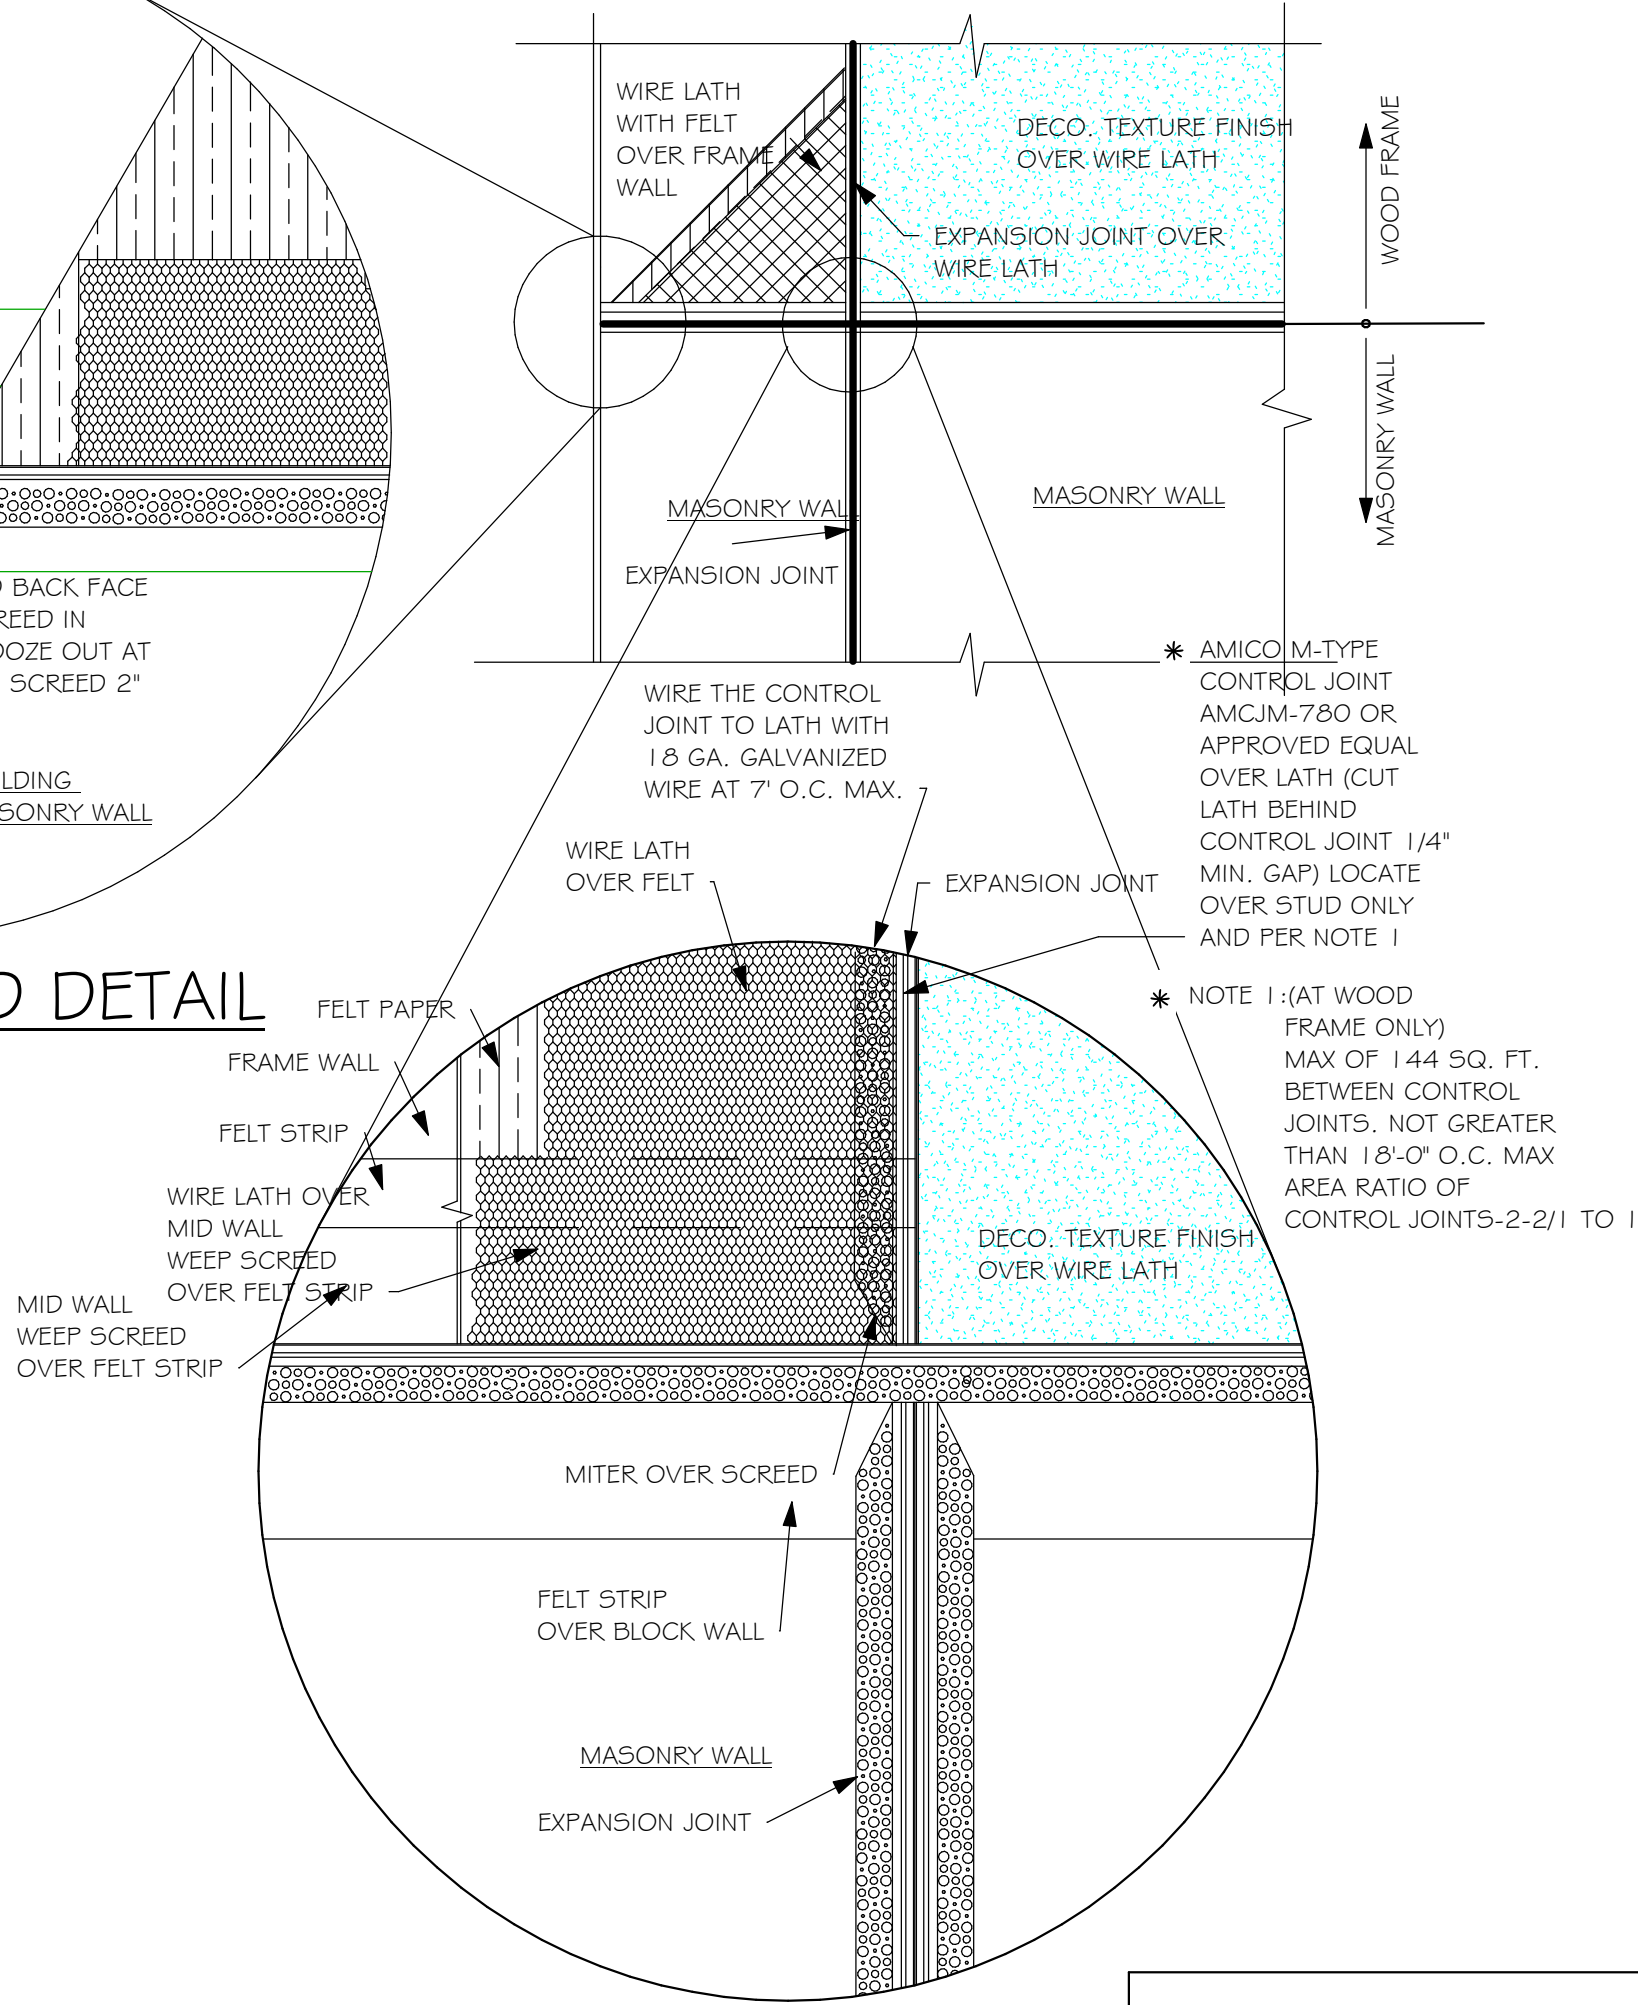 WIRE LATH
WITH FELT
OVER FRAME
WALL
DECO. TEXTURE FINISH
OVER WIRE LATH
EXPANSION JOINT OVER
WIRE LATH
WOOD FRAME
MASONRY WALL
MASONRY WALL
EXPANSION JOINT
MASONRY WALL
BACK FACE
REED IN
OOZE OUT AT
SCREED 2"
LDING
SONRY WALL
D DETAIL
WIRE THE CONTROL
JOINT TO LATH WITH
18 GA. GALVANIZED
WIRE AT 7' O.C. MAX.
✳ AMICO M-TYPE
CONTROL JOINT
AMCJM-780 OR
APPROVED EQUAL
OVER LATH (CUT
LATH BEHIND
CONTROL JOINT 1/4"
MIN. GAP) LOCATE
OVER STUD ONLY
AND PER NOTE 1
WIRE LATH
OVER FELT
EXPANSION JOINT
✳ NOTE 1:(AT WOOD
FRAME ONLY)
MAX OF 144 SQ. FT.
BETWEEN CONTROL
JOINTS. NOT GREATER
THAN 18'-0" O.C. MAX
AREA RATIO OF
CONTROL JOINTS-2-2/1 TO 1
FELT PAPER
FRAME WALL
FELT STRIP
WIRE LATH OVER
MID WALL
WEEP SCREED
OVER FELT STRIP
MID WALL
WEEP SCREED
OVER FELT STRIP
DECO. TEXTURE FINISH
OVER WIRE LATH
MITER OVER SCREED
FELT STRIP
OVER BLOCK WALL
MASONRY WALL
EXPANSION JOINT